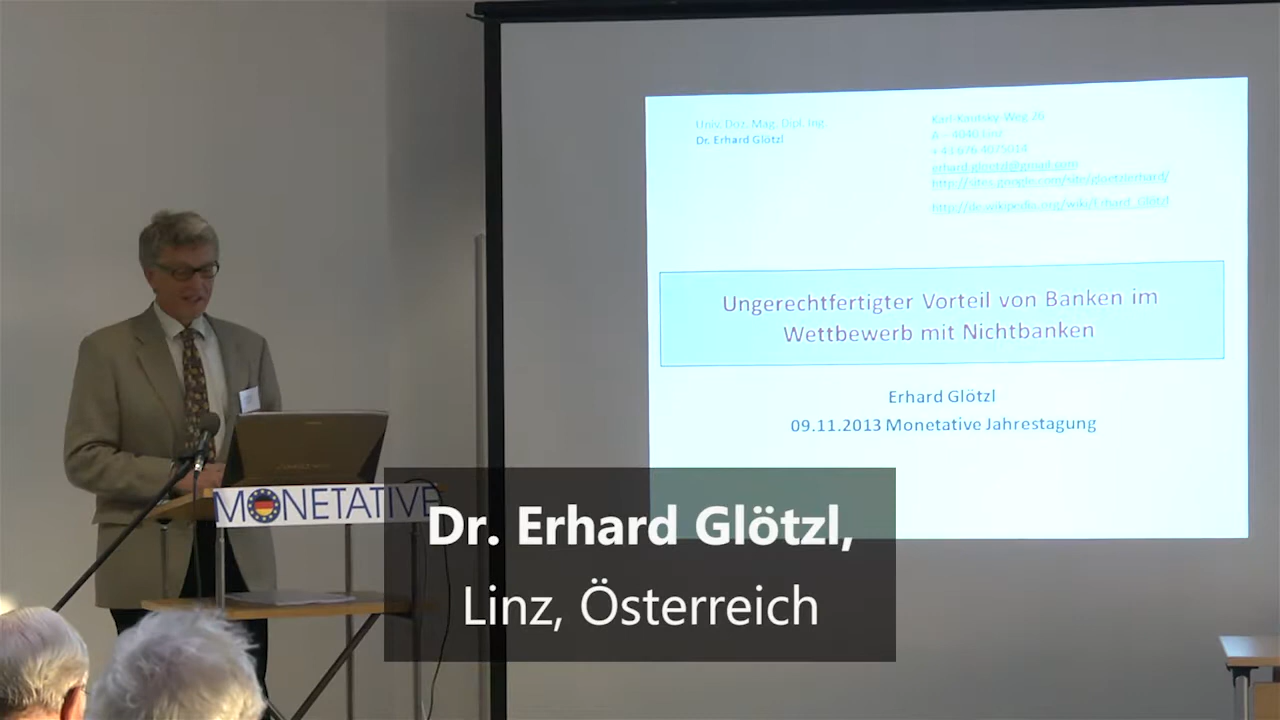 Univ. Doz. Mag. Dipl. Ing.
Dr. Erhard Glötzl
Karl-Kautsky-Weg 26
A – 4040 Linz
+43 676 4075014
erhard.gloetzl@gmail.com
http://sites.google.com/site/gloetzlerhard/
http://de.wikipedia.org/wiki/Erhard_Glötzl
Ungerechtfertigter Vorteil von Banken im
Wettbewerb mit Nichtbanken
Erhard Glötzl
09.11.2013 Monetative Jahrestagung
MONETATIVE
Dr. Erhard Glötzl,
Linz, Österreich